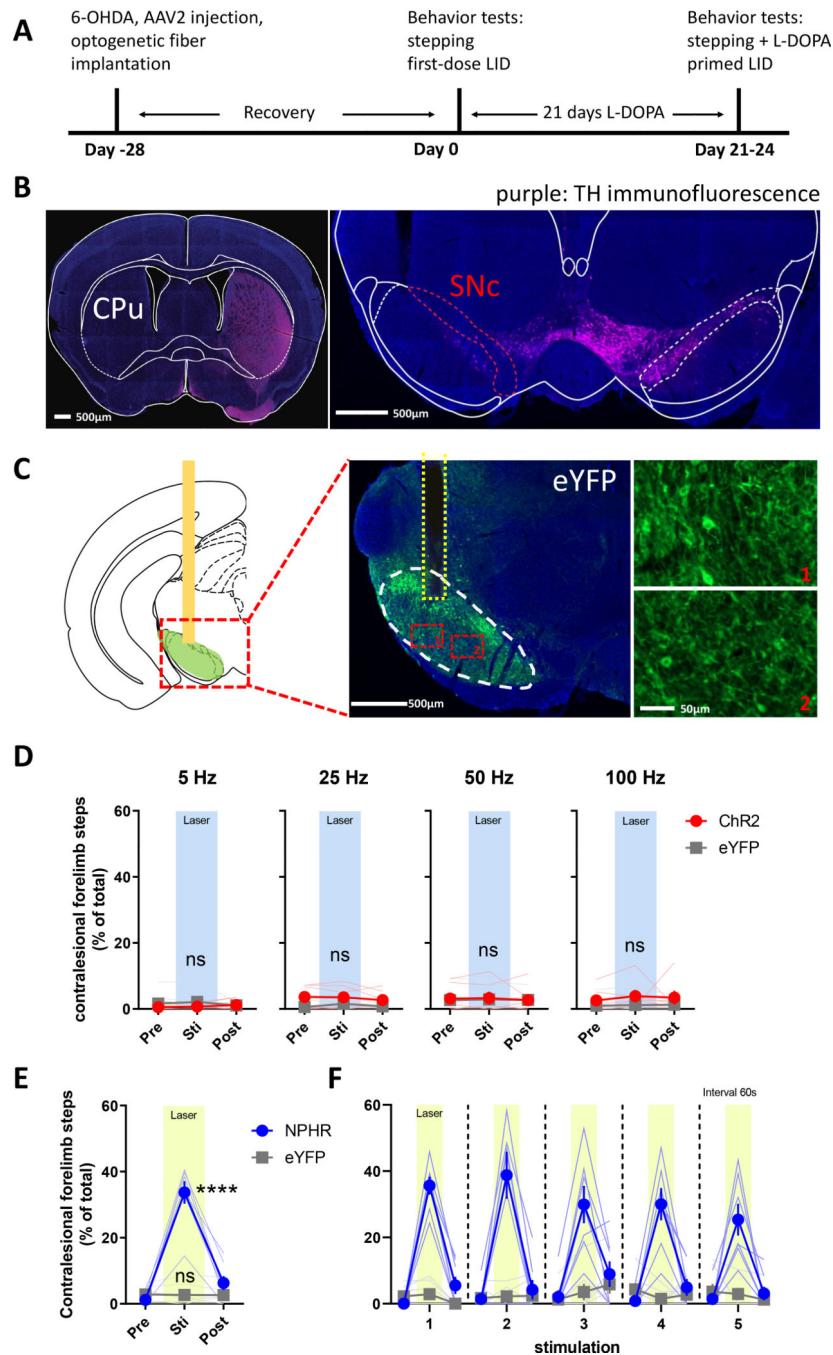 A
6-OHDA, AAV2 injection,
optogenetic fiber
implantation
Behavior tests:
stepping
first-dose LID
Behavior tests:
stepping + L-DOPA
primed LID
Recovery
21 days L-DOPA
Day -28
Day 0
Day 21-24
B
purple: TH immunofluorescence
CPu
500μm
SNc
500μm
C
eYFP
1
2
500μm
1
50μm
2
D
5 Hz
25 Hz
50 Hz
100 Hz
contralesional forelimb steps
(% of total)
60
40
20
0
Laser
Laser
Laser
Laser
ns
ns
ns
ns
ChR2
eYFP
Pre
Sti
Post
Pre
Sti
Post
Pre
Sti
Post
Pre
Sti
Post
E
Contralesional forelimb steps
(% of total)
60
40
20
0
Laser
****
ns
NPHR
eYFP
Pre
Sti
Post
F
Interval 60s
60
40
20
0
Laser
1
2
3
4
5
stimulation